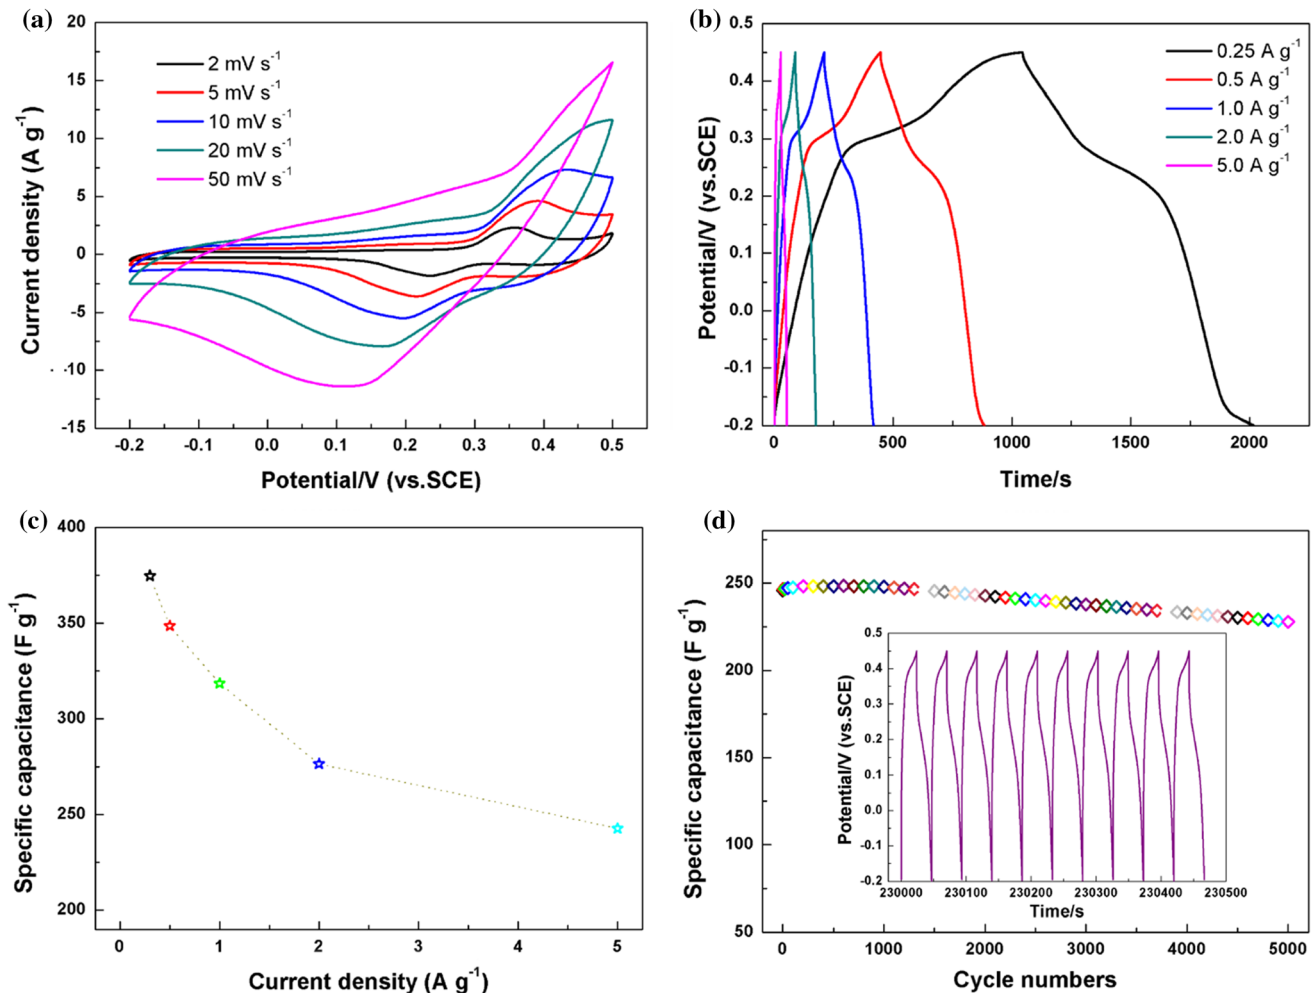 (a)
20
15
10
5
0
-5
-10
-15
Current density (A g⁻¹)
2 mV s⁻¹
5 mV s⁻¹
10 mV s⁻¹
20 mV s⁻¹
50 mV s⁻¹
-0.2 -0.1 0.0 0.1 0.2 0.3 0.4 0.5
Potential/V (vs.SCE)
(b)
0.5
0.4
0.3
0.2
0.1
0.0
-0.1
-0.2
Potential/V (vs.SCE)
0.25 A g⁻¹
0.5 A g⁻¹
1.0 A g⁻¹
2.0 A g⁻¹
5.0 A g⁻¹
0 500 1000 1500 2000
Time/s
(c)
400
350
300
250
200
Specific capacitance (F g⁻¹)
0 1 2 3 4 5
Current density (A g⁻¹)
(d)
250
200
150
100
50
Specific capacitance (F g⁻¹)
0.5
0.4
0.3
0.2
0.1
0.0
-0.1
-0.2
Potential/V (vs.SCE)
230000 230100 230200 230300 230400 230500
Time/s
0 1000 2000 3000 4000 5000
Cycle numbers